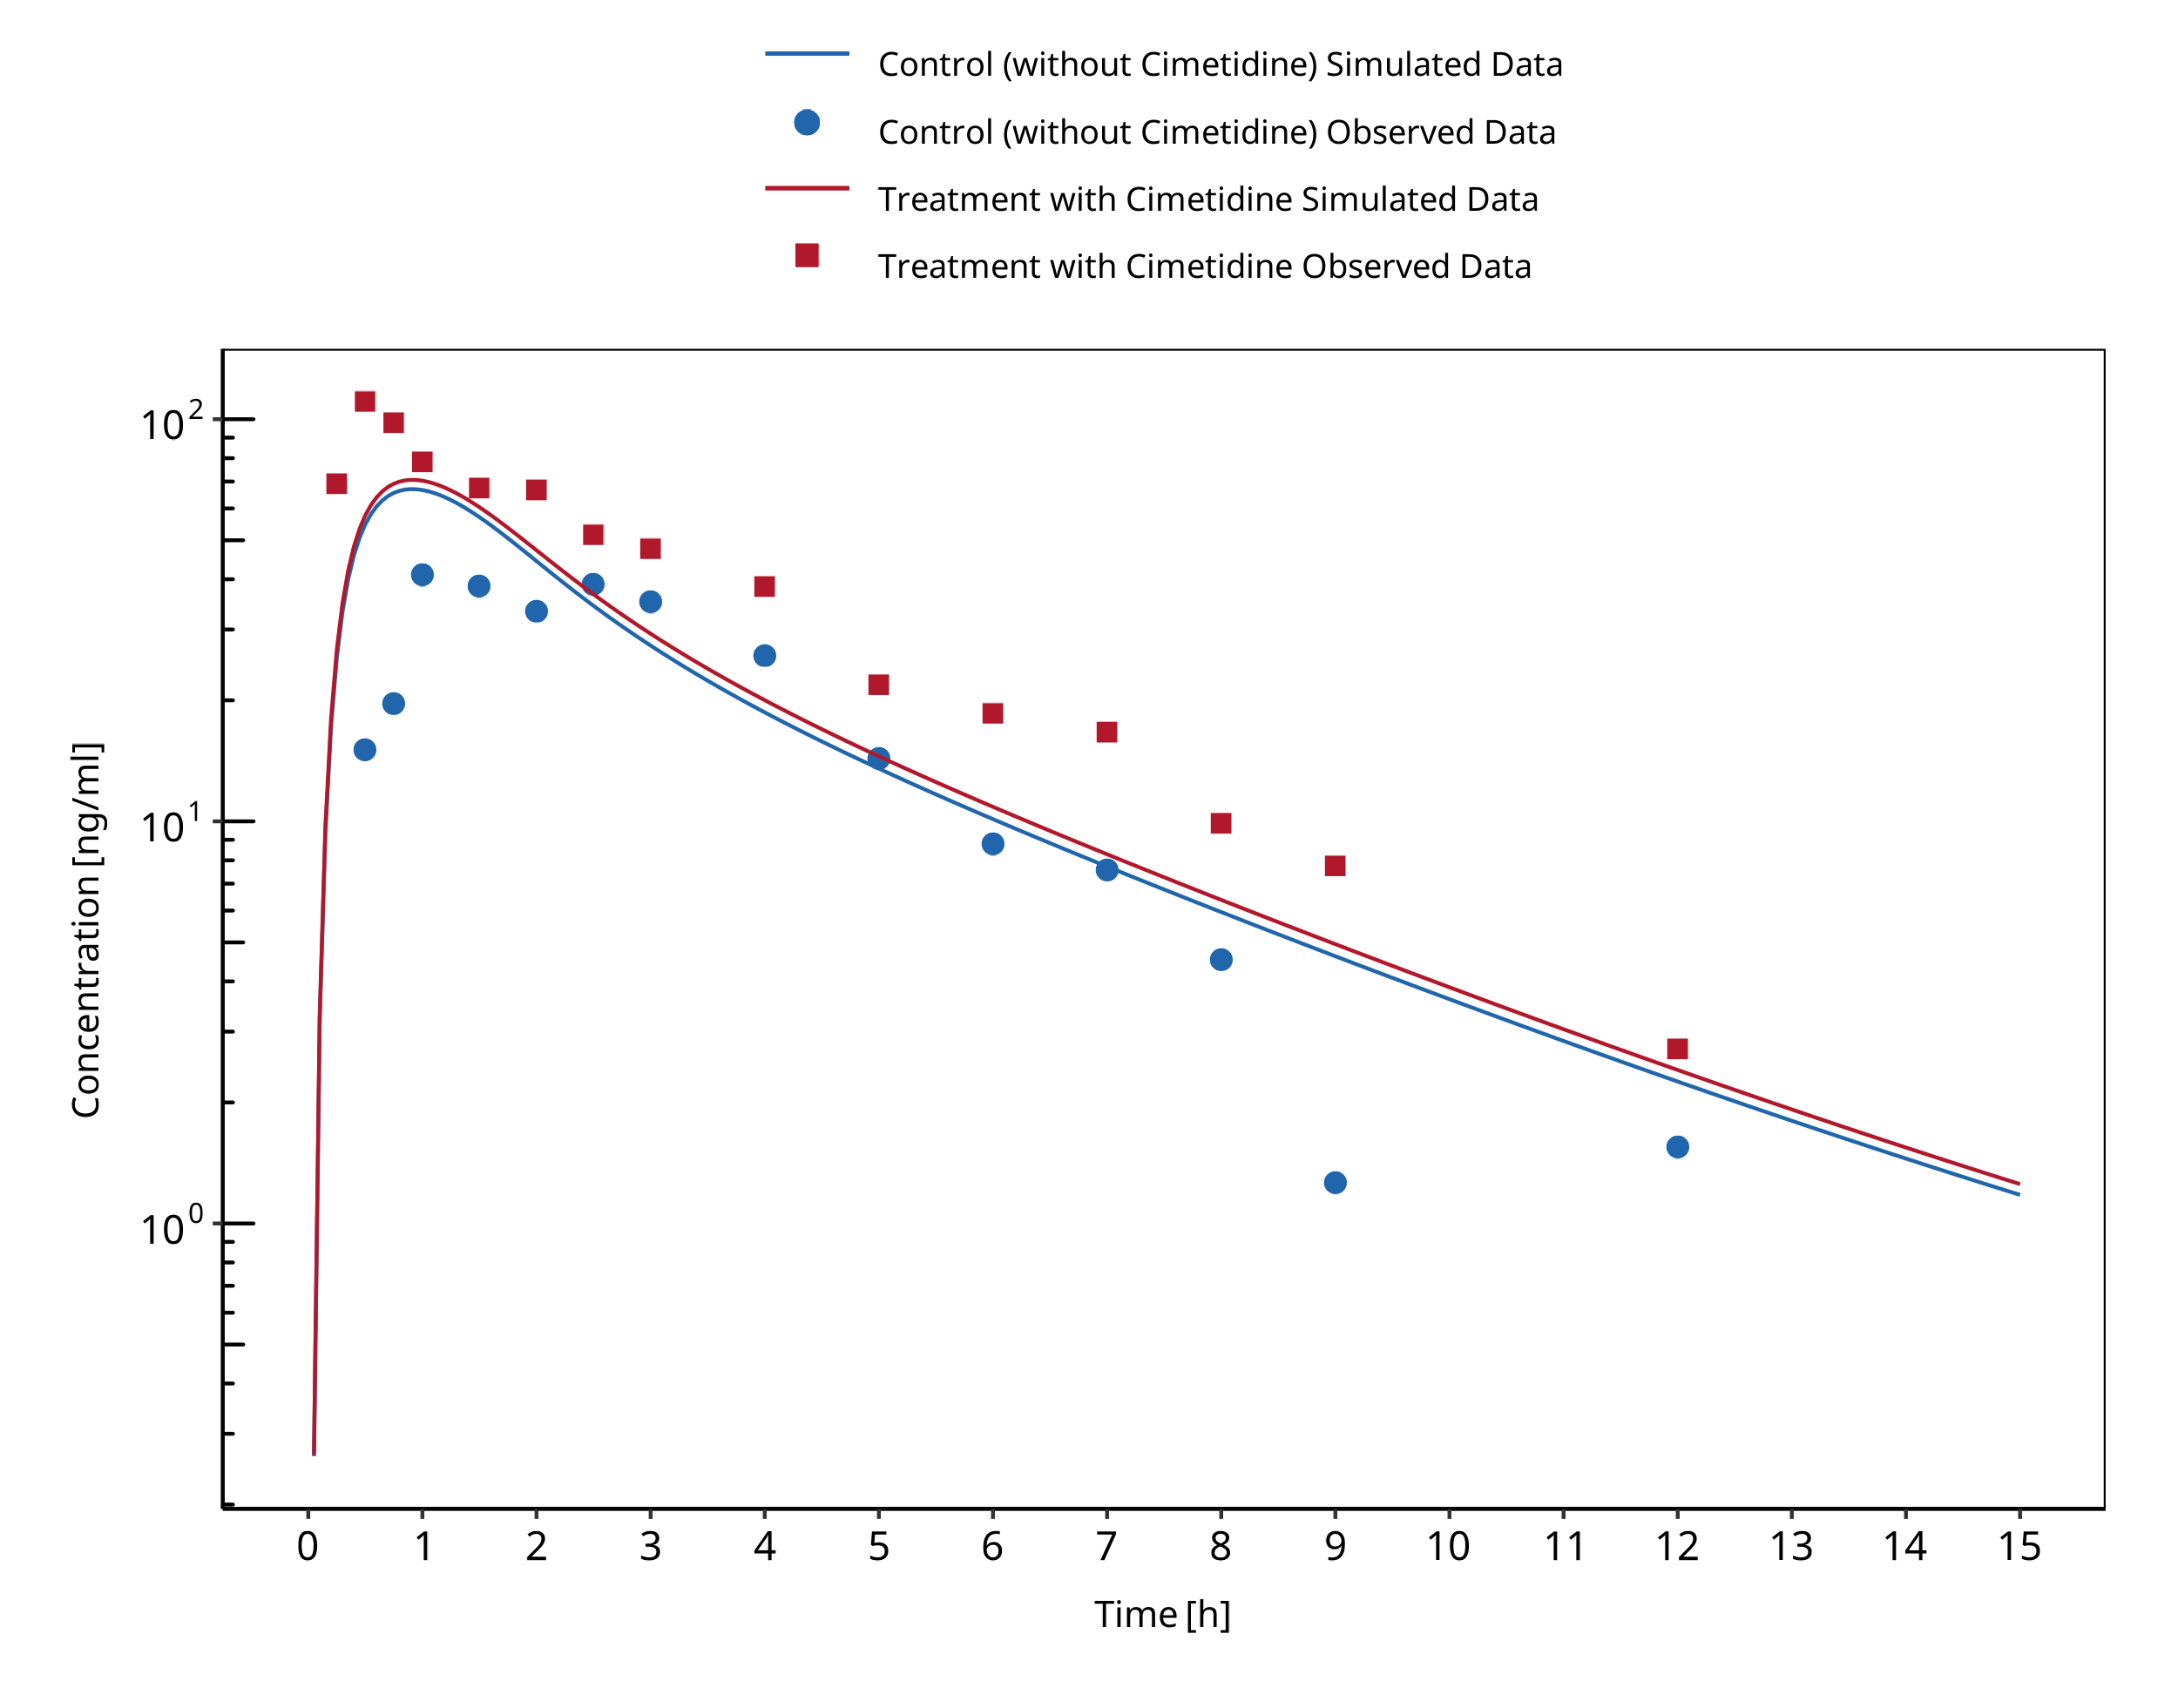 Control (without Cimetidine) Simulated Data
Control (without Cimetidine) Observed Data
Treatment with Cimetidine Simulated Data
Treatment with Cimetidine Observed Data
10^2
10^1
10^0
Concentration [ng/ml]
0 1 2 3 4 5 6 7 8 9 10 11 12 13 14 15
Time [h]